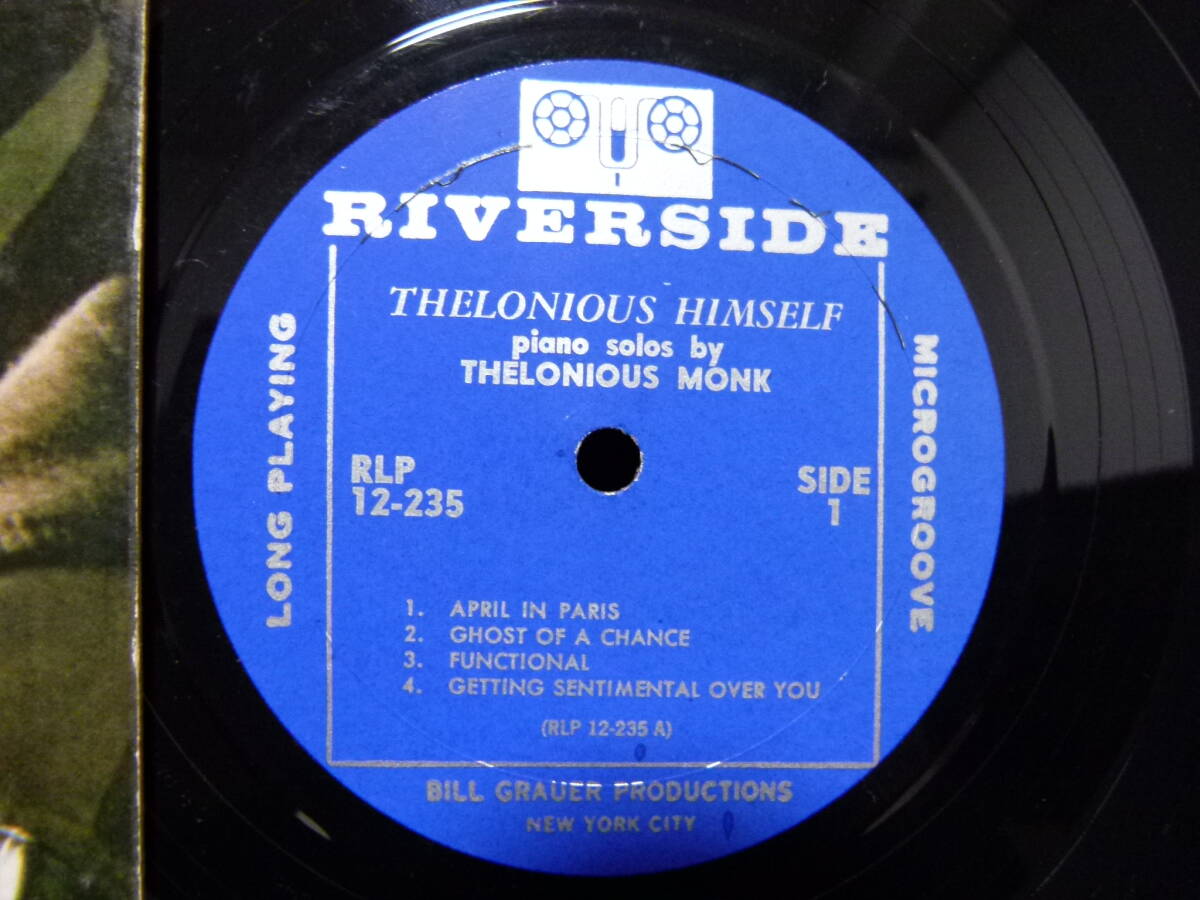 RIVERSIDE
THELONIOUS HIMSELF
piano solos by
THELONIOUS MONK
LONG PLAYING
MICROGROOVE
RLP
12-235
SIDE
1
1. APRIL IN PARIS
2. GHOST OF A CHANCE
3. FUNCTIONAL
4. GETTING SENTIMENTAL OVER YOU
(RLP 12-235 A)
BILL GRAUER PRODUCTIONS
NEW YORK CITY